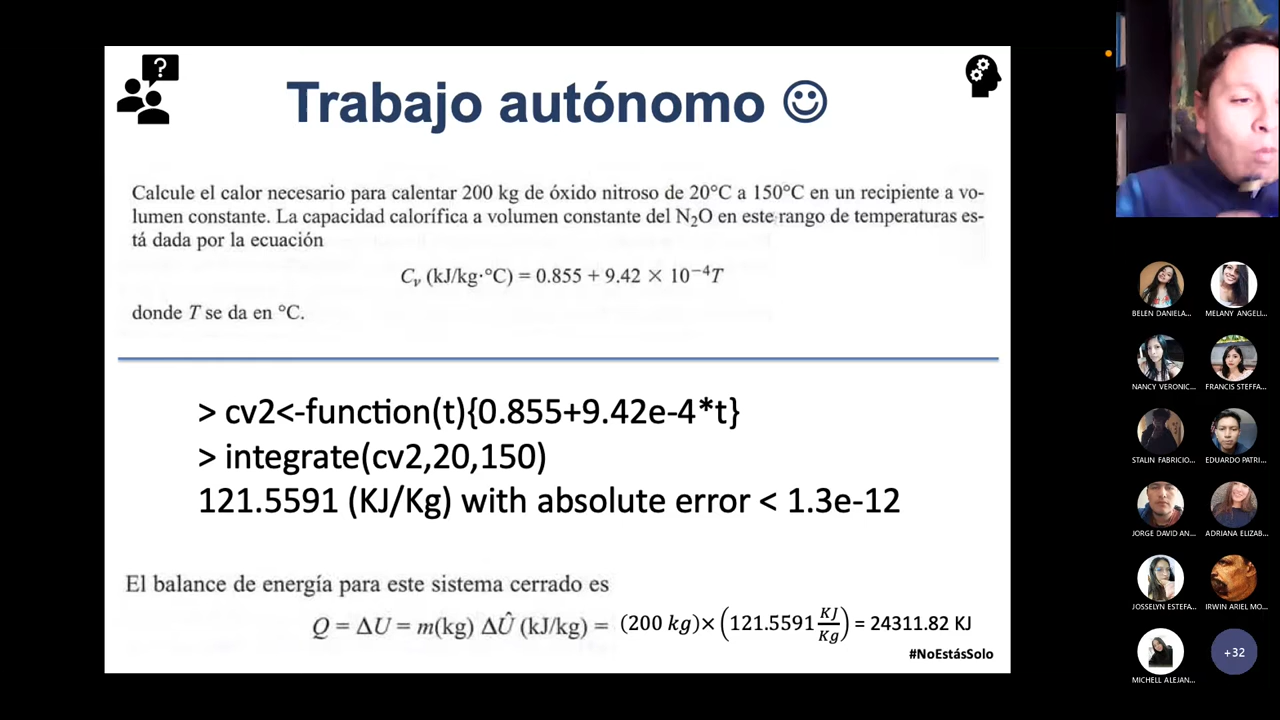 ?
Trabajo autónomo ☺
Calcule el calor necesario para calentar 200 kg de óxido nitroso de 20°C a 150°C en un recipiente a vo-
lumen constante. La capacidad calorífica a volumen constante del N₂O en este rango de temperaturas es-
tá dada por la ecuación
Cᵥ (kJ/kg·°C) = 0.855 + 9.42 × 10⁻⁴T
donde T se da en °C.
> cv2<-function(t){0.855+9.42e-4*t}
> integrate(cv2,20,150)
121.5591 (KJ/Kg) with absolute error < 1.3e-12
El balance de energía para este sistema cerrado es
Q = ΔU = m(kg) ΔÛ (kJ/kg) = (200 kg)× (121.5591 KJ/Kg) = 24311.82 KJ
#NoEstásSolo
BELEN DANIELA...
MELANY ANGELI...
NANCY VERONIC...
FRANCIS STEFFA...
STALIN FABRICIO...
EDUARDO PATRI...
JORGE DAVID AN...
ADRIANA ELIZAB...
JOSSELYN ESTEFA...
IRWIN ARIEL MO...
MICHELL ALEJAN...
+32